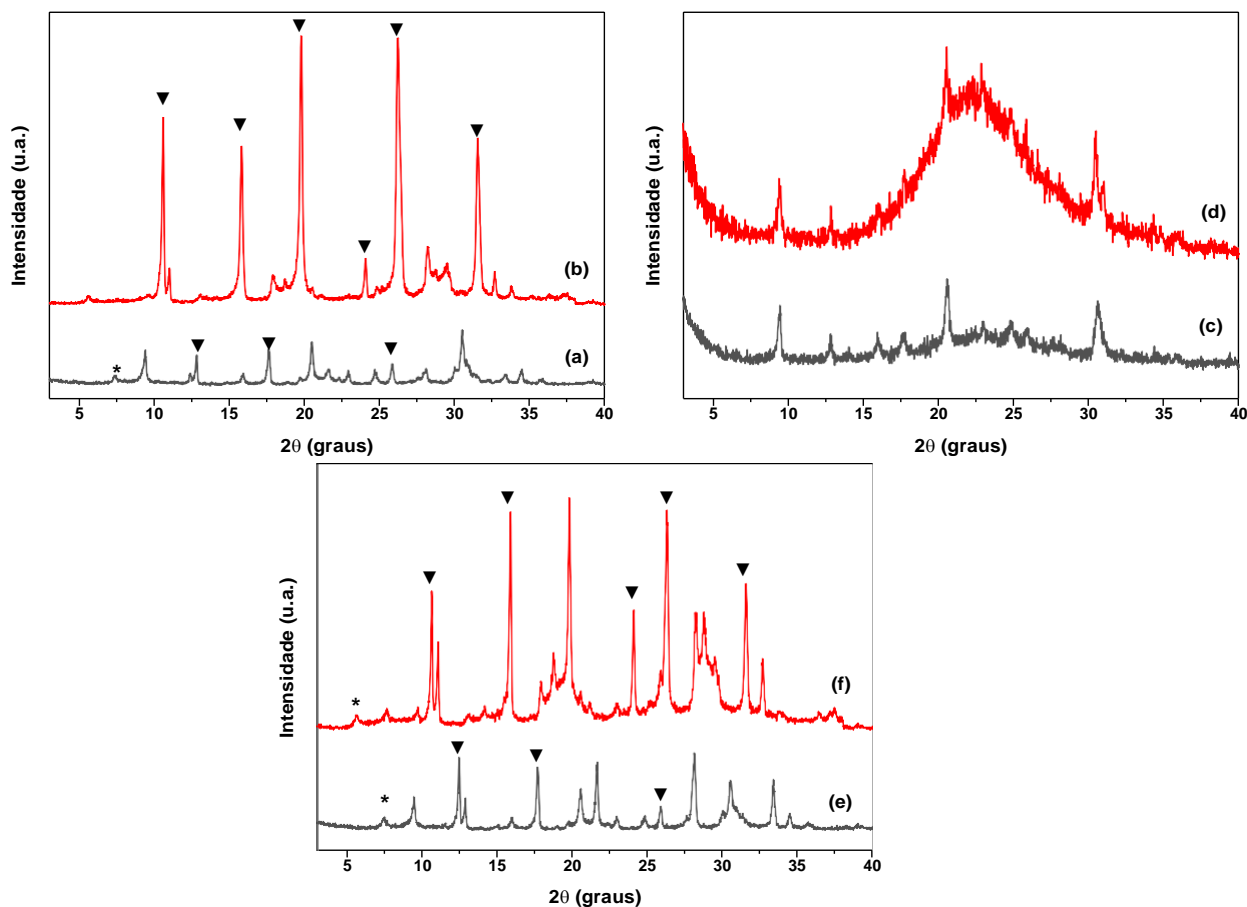 Intensidade (u.a.)
(b)
(a)
*
5 10 15 20 25 30 35 40
2θ (graus)
Intensidade (u.a.)
(d)
(c)
5 10 15 20 25 30 35 40
2θ (graus)
Intensidade (u.a.)
*
(f)
(e)
*
5 10 15 20 25 30 35 40
2θ (graus)